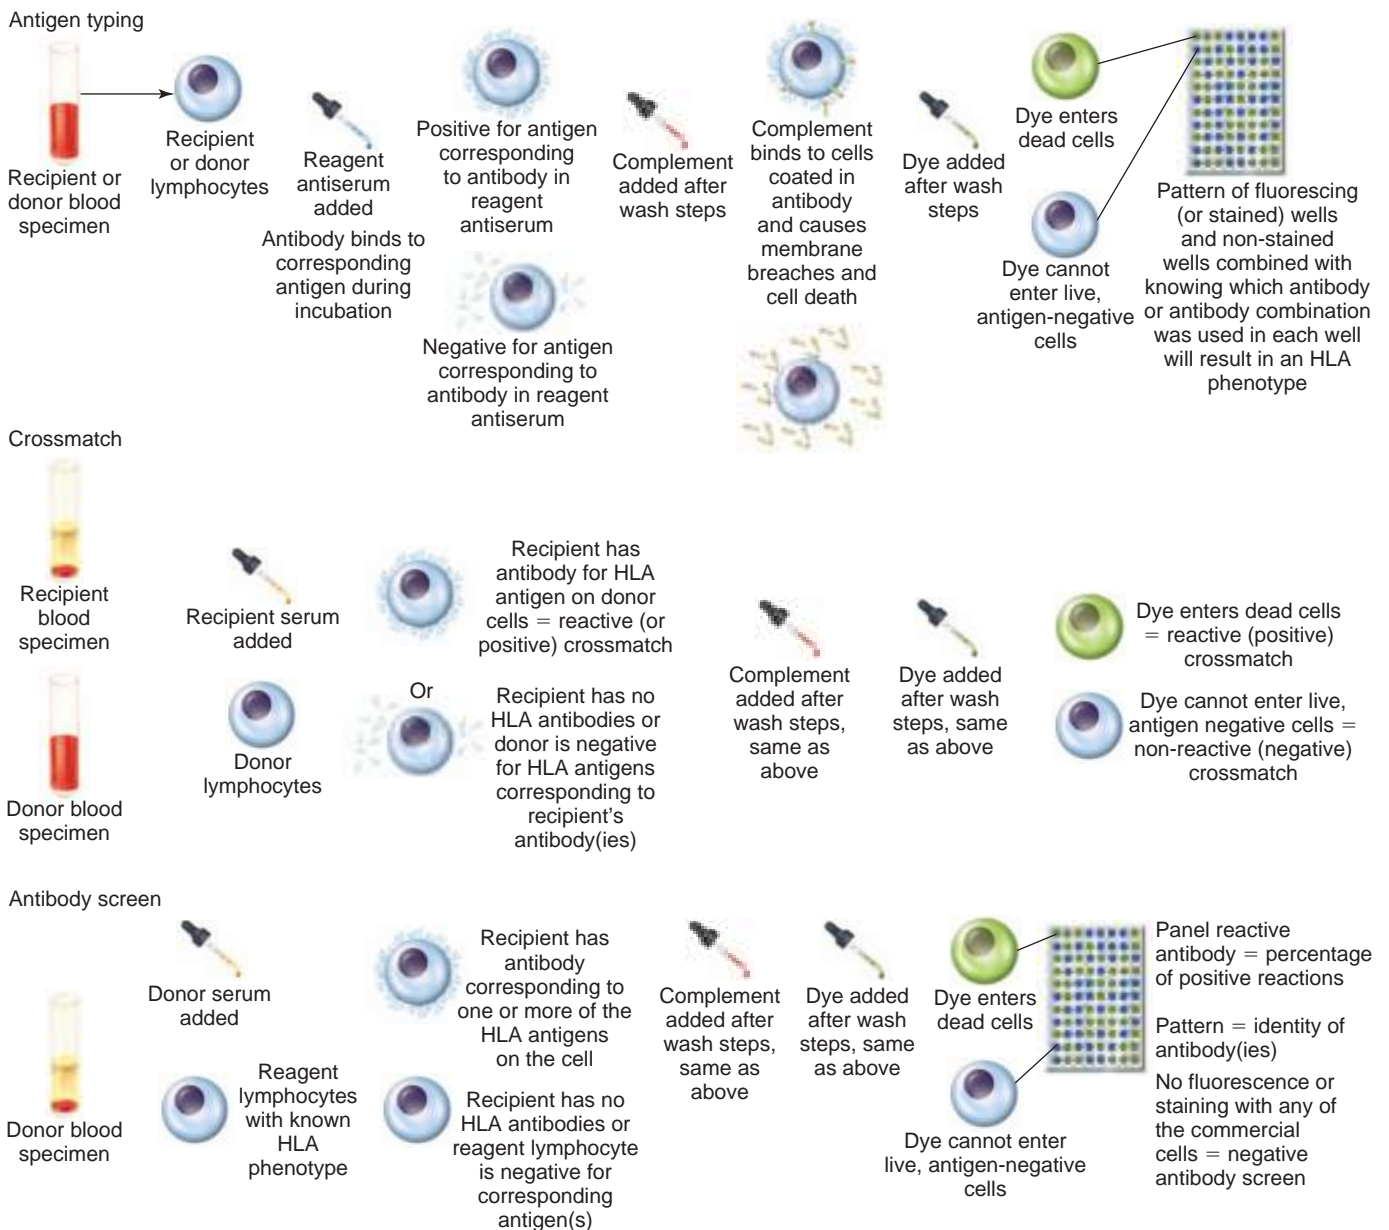 Antigen typing
Recipient or
donor blood
specimen
Recipient
or donor
lymphocytes
Reagent
antiserum
added
Antibody binds to
corresponding
antigen during
incubation
Positive for antigen
corresponding
to antibody in
reagent
antiserum
Negative for antigen
corresponding to
antibody in reagent
antiserum
Complement
added after
wash steps
Complement
binds to cells
coated in
antibody
and causes
membrane
breaches and
cell death
Dye added
after wash
steps
Dye enters
dead cells
Dye cannot
enter live,
antigen-negative
cells
Pattern of fluorescing
(or stained) wells
and non-stained
wells combined with
knowing which antibody
or antibody combination
was used in each well
will result in an HLA
phenotype
Crossmatch
Recipient
blood
specimen
Donor blood
specimen
Recipient serum
added
Donor
lymphocytes
Or
Recipient has
antibody for HLA
antigen on donor
cells = reactive (or
positive) crossmatch
Recipient has no
HLA antibodies or
donor is negative
for HLA antigens
corresponding to
recipient's
antibody(ies)
Complement
added after
wash steps,
same as
above
Dye added
after wash
steps, same
as above
Dye enters dead cells
= reactive (positive)
crossmatch
Dye cannot enter live,
antigen negative cells =
non-reactive (negative)
crossmatch
Antibody screen
Donor blood
specimen
Donor serum
added
Reagent
lymphocytes
with known
HLA
phenotype
Recipient has
antibody
corresponding to
one or more of the
HLA antigens
on the cell
Recipient has no
HLA antibodies or
reagent lymphocyte
is negative for
corresponding
antigen(s)
Complement
added after
wash steps,
same as
above
Dye added
after wash
steps, same
as above
Dye enters
dead cells
Dye cannot enter
live, antigen-negative
cells
Panel reactive
antibody = percentage
of positive reactions
Pattern = identity of
antibody(ies)
No fluorescence or
staining with any of
the commercial
cells = negative
antibody screen